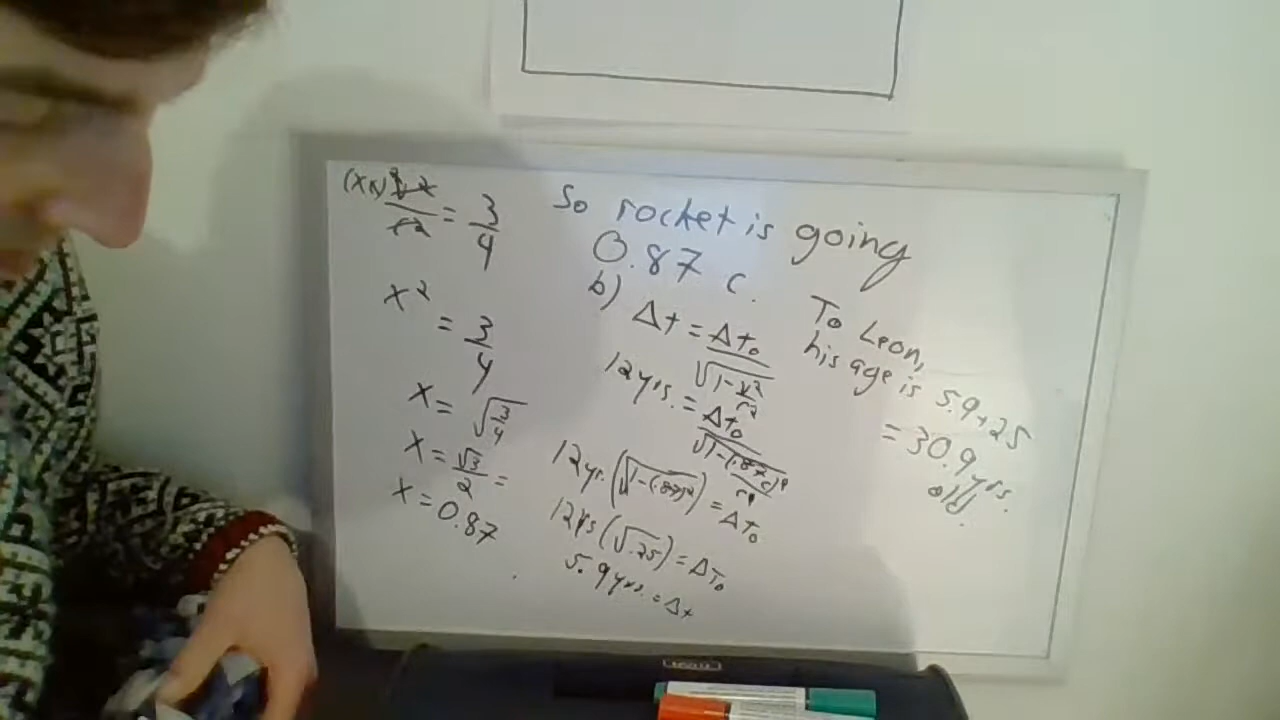 x² = 3/4
x = √3/4
x = √3/2 =
x = 0.87
So rocket is going
0.87 c.
b) Δt = Δt₀/√1-v²/c²
12 yrs. = Δt₀/√1-(.87c)²/c²
12 yrs. (√1-(.87)²) = ΔT₀
12 yrs (√.25) = ΔT₀
5.9 yrs. = Δt
To Leon,
his age is 5.9+25
= 30.9 yrs.
old.